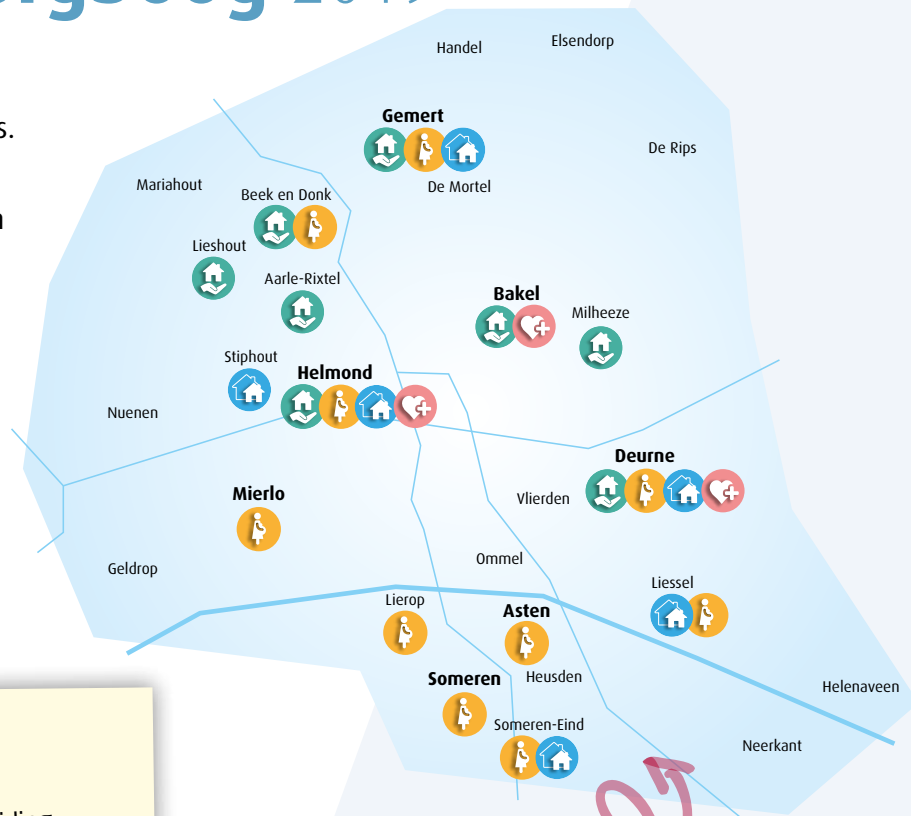 2019
Handel
Elsendorp
s.
Gemert
De Rips
Mariahout
De Mortel
Beek en Donk
Lieshout
Aarle-Rixtel
Bakel
Milheeze
Stiphout
Helmond
Nuenen
Deurne
Mierlo
Vlierden
Ommel
Geldrop
Liessel
Lierop
Asten
Someren
Heusden
Helenaveen
Someren-Eind
Neerkant